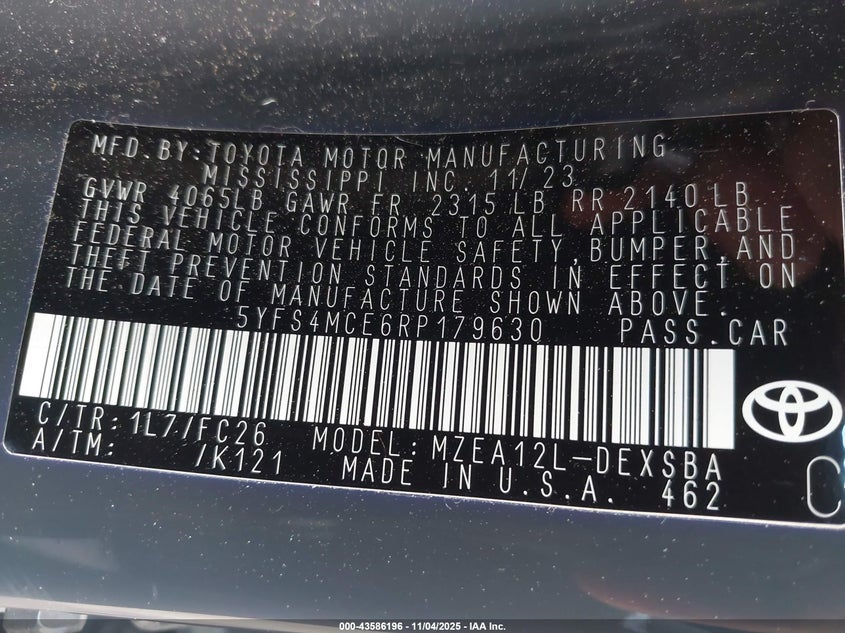 MFD.BY:TOYOTA MOTOR MANUFACTURING
MISSISSIPPI INC. 11/23
GVWR 4065LB GAWR FR 2315LB RR 2140LB
THIS VEHICLE CONFORMS TO ALL APPLICABLE
FEDERAL MOTOR VEHICLE SAFETY,BUMPER,AND
THEFT PREVENTION STANDARDS IN EFFECT ON
THE DATE OF MANUFACTURE SHOWN ABOVE.
5YFS4MCE6RP179630 PASS.CAR
C/TR:1L7/FC26 MODEL:MZEA12L-DEXSBA
A/TM: /K121 MADE IN U.S.A. 462
000-43586196 - 11/04/2025 - IAA Inc.